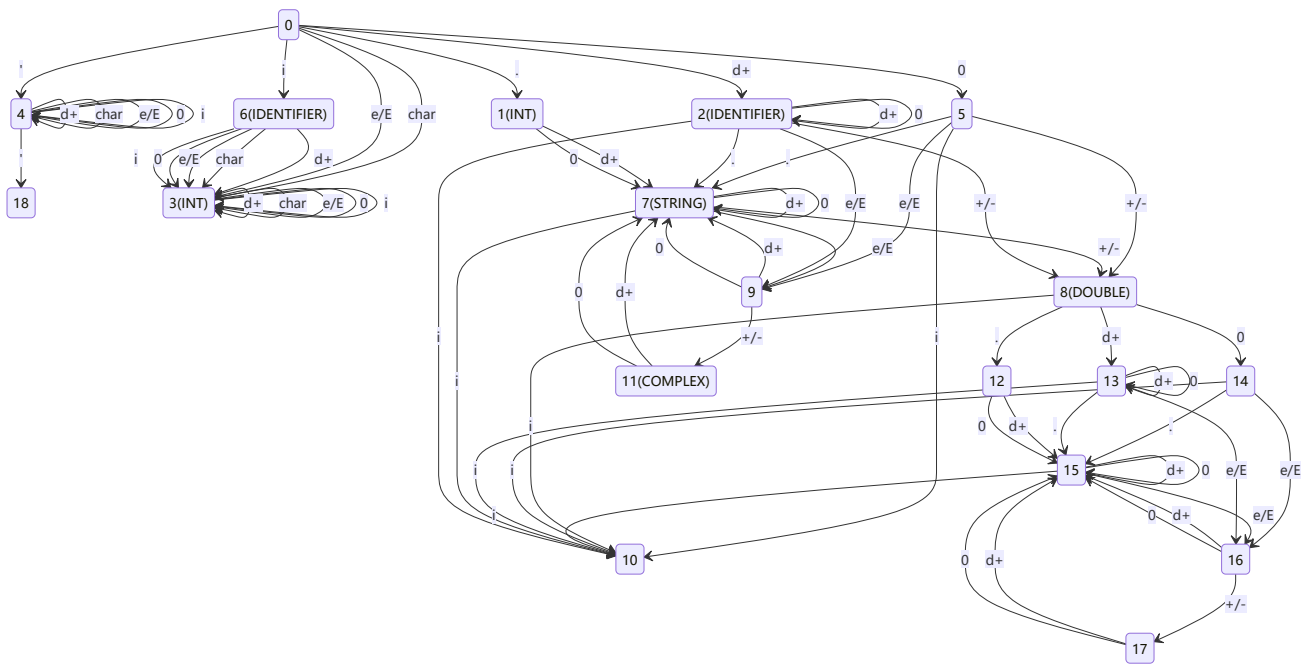 0
'
i
e/E
char
.
d+
0
4
d+
char
e/E
0
i
6(IDENTIFIER)
1(INT)
2(IDENTIFIER)
d+
0
5
'
i
0
e/E
char
d+
0
d+
.
.
18
3(INT)
d+
char
e/E
0
i
7(STRING)
d+
0
e/E
e/E
+/-
+/-
0
d+
e/E
+/-
0
d+
9
8(DOUBLE)
i
i
i
+/-
.
d+
0
11(COMPLEX)
12
13
d+
0
14
i
0
d+
.
.
i
i
15
d+
0
e/E
e/E
i
0
d+
e/E
10
0
d+
16
+/-
17